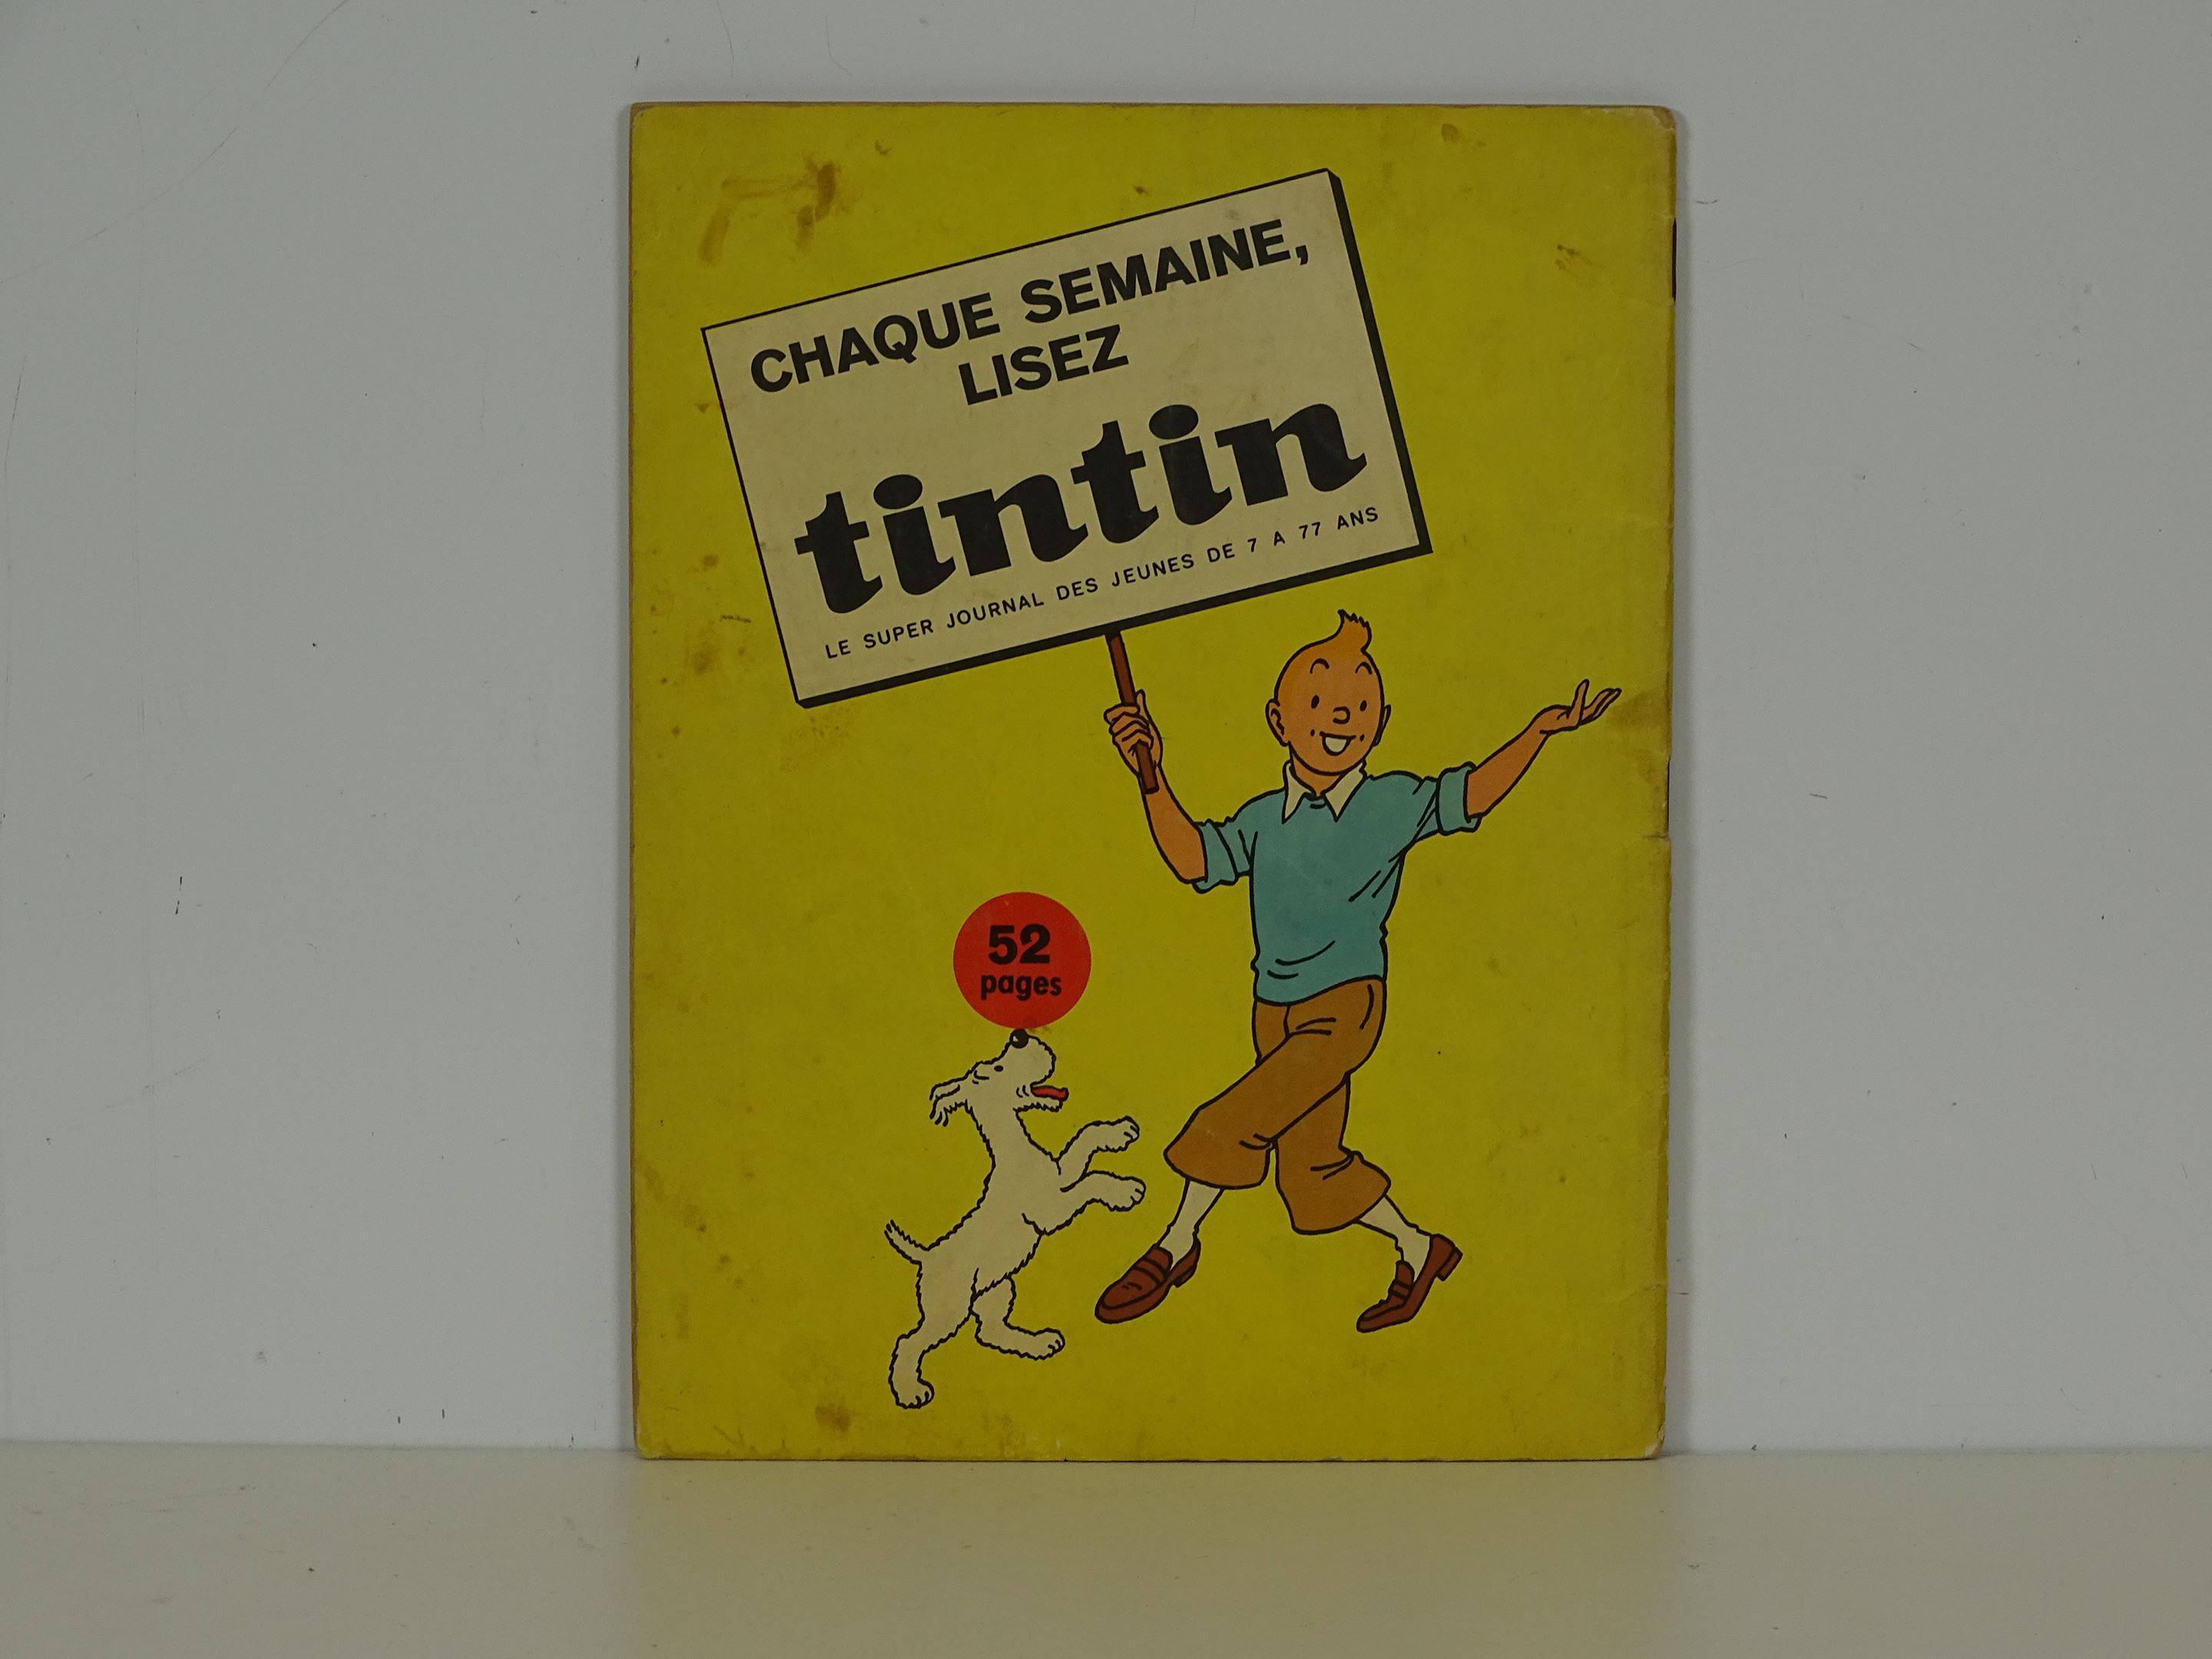 CHAQUE SEMAINE,
LISEZ
tintin
LE SUPER JOURNAL DES JEUNES DE 7 A 77 ANS
52
pages